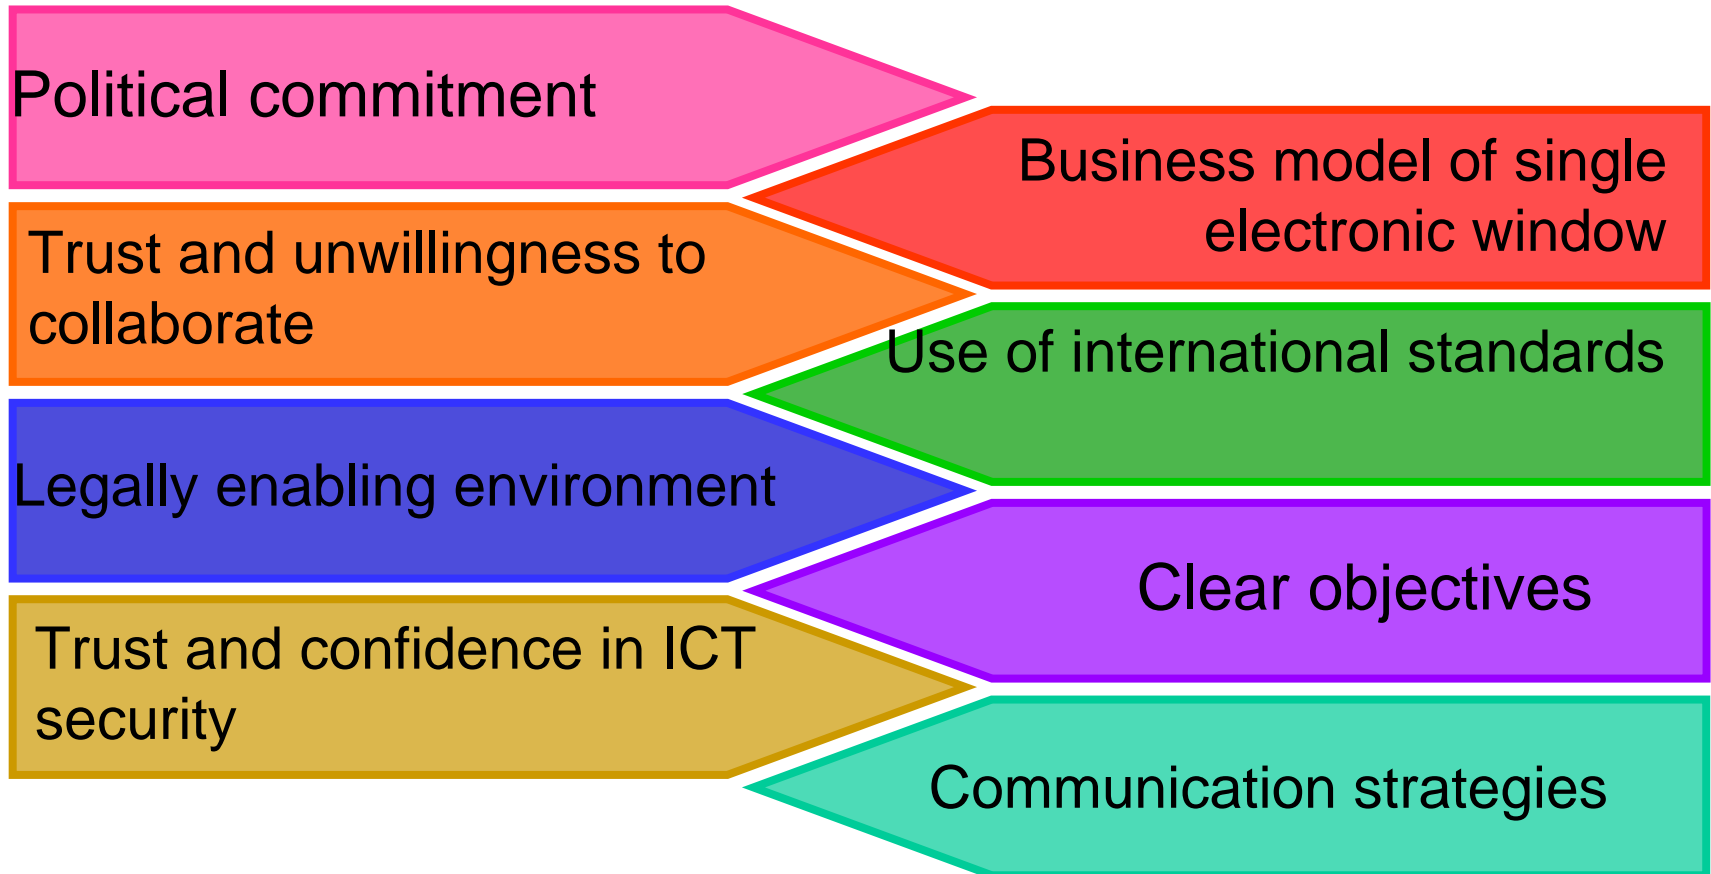 Political commitment
Business model of single
electronic window
Trust and unwillingness to
collaborate
Use of international standards
Legally enabling environment
Clear objectives
Trust and confidence in ICT
security
Communication strategies